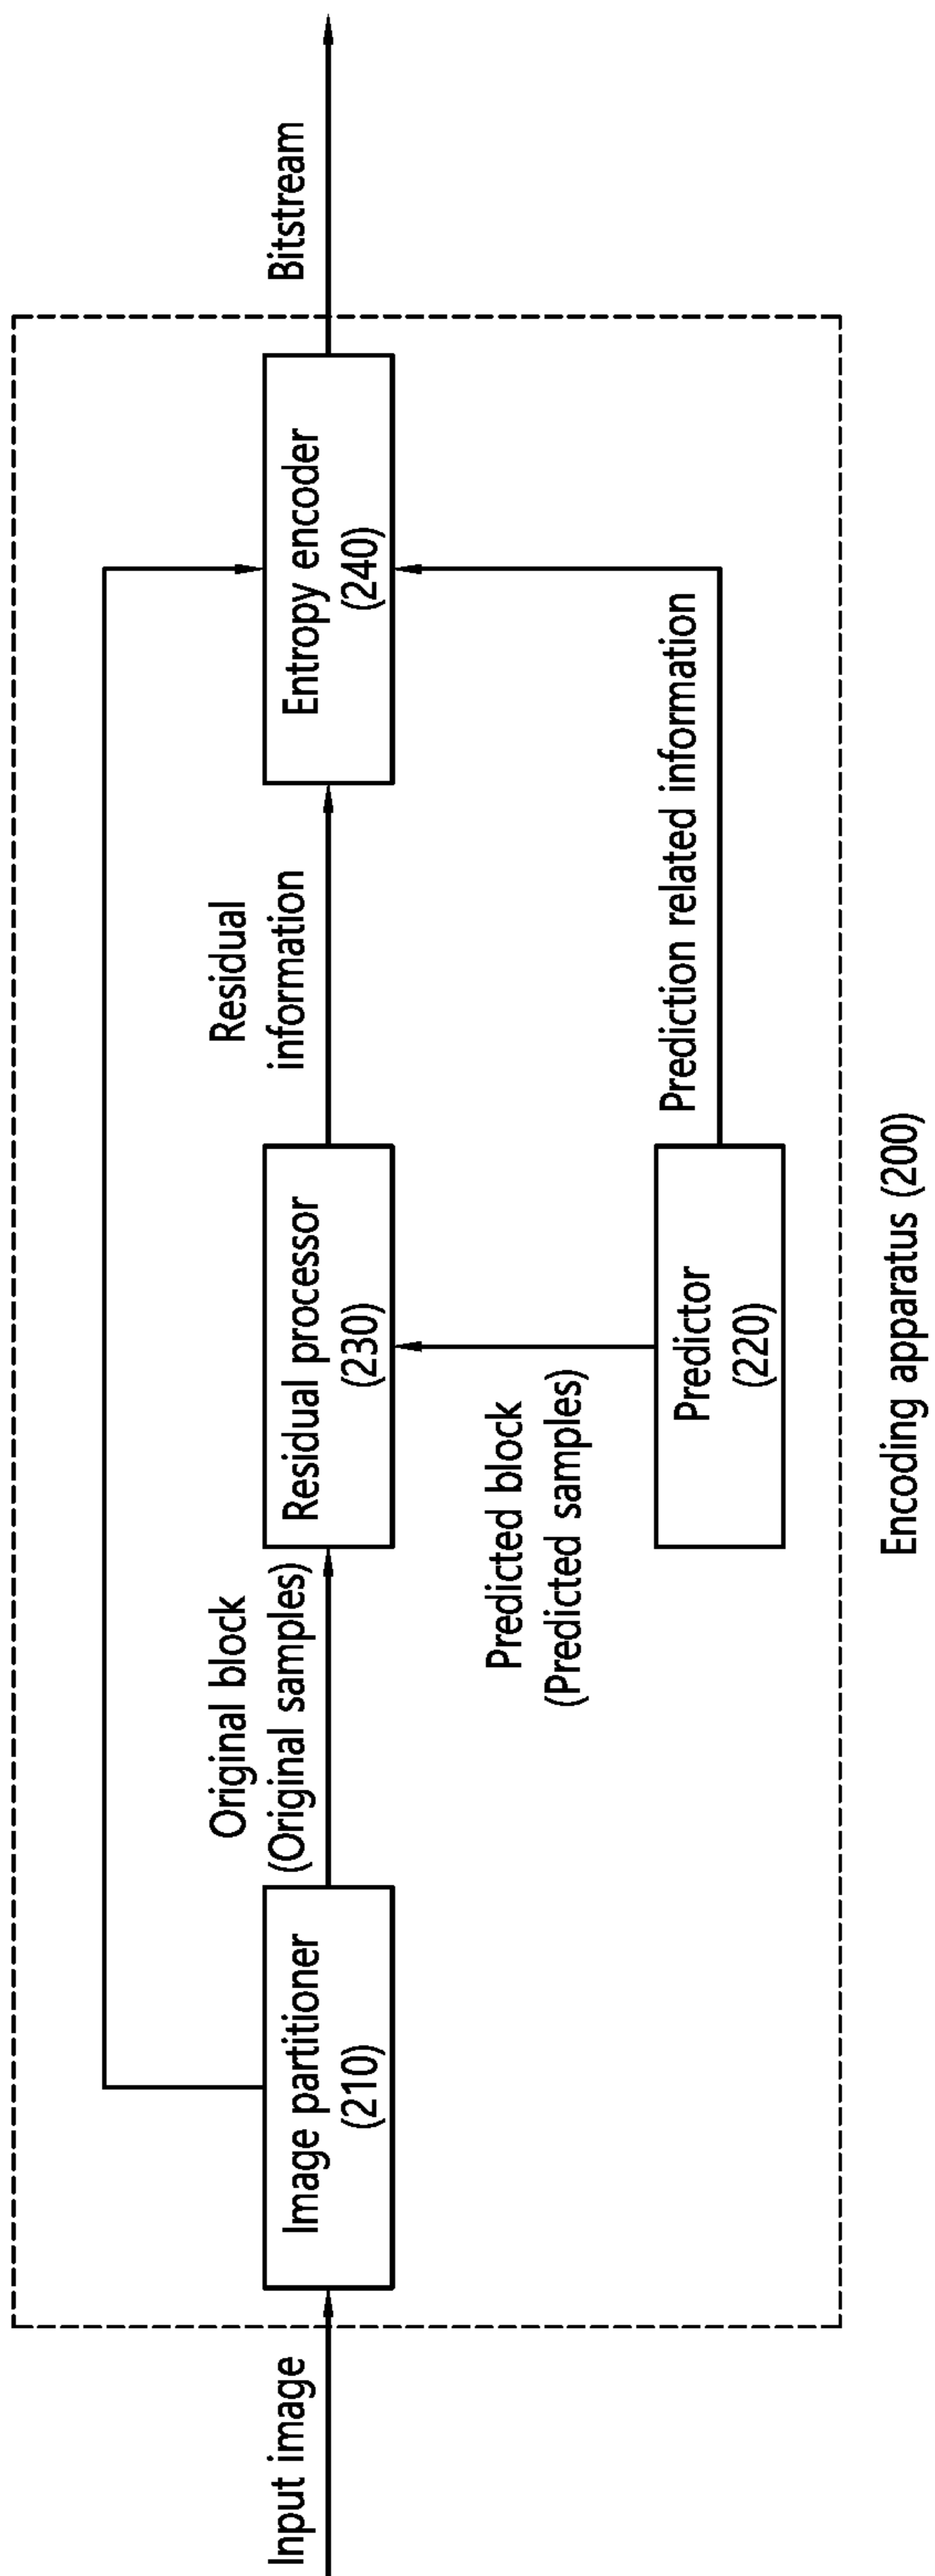 Input image
Image partitioner
(210)
Original block
(Original samples)
Residual processor
(230)
Residual
information
Entropy encoder
(240)
Bitstream
Predicted block
(Predicted samples)
Predictor
(220)
Prediction related information
Encoding apparatus (200)